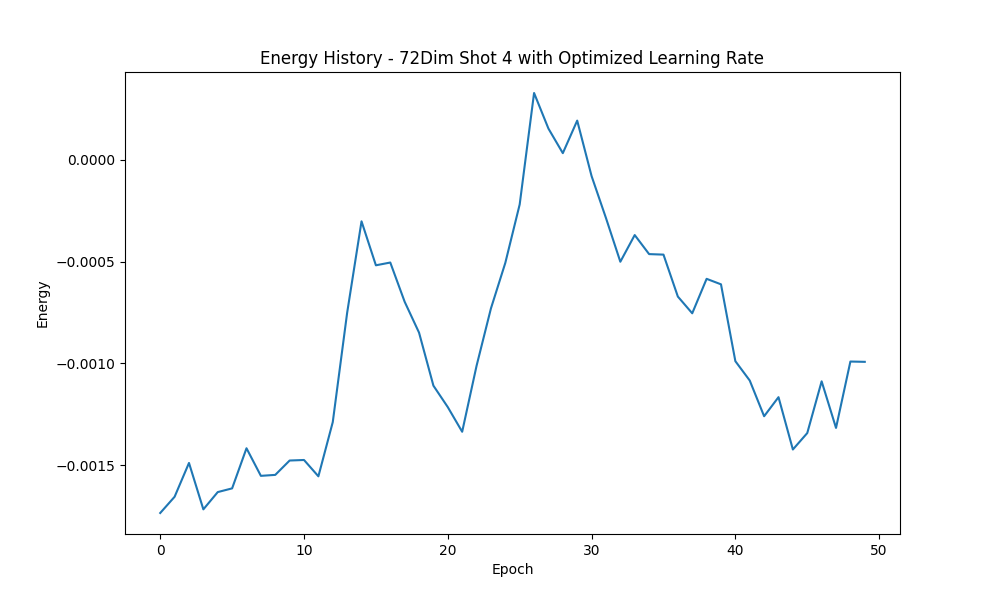 Energy History - 72Dim Shot 4 with Optimized Learning Rate
0.0000
−0.0005
−0.0010
−0.0015
Energy
0 10 20 30 40 50
Epoch